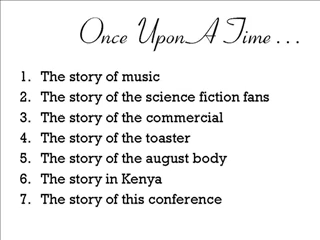 Once Upon A Time . . .
1. The story of music
2. The story of the science fiction fans
3. The story of the commercial
4. The story of the toaster
5. The story of the august body
6. The story in Kenya
7. The story of this conference